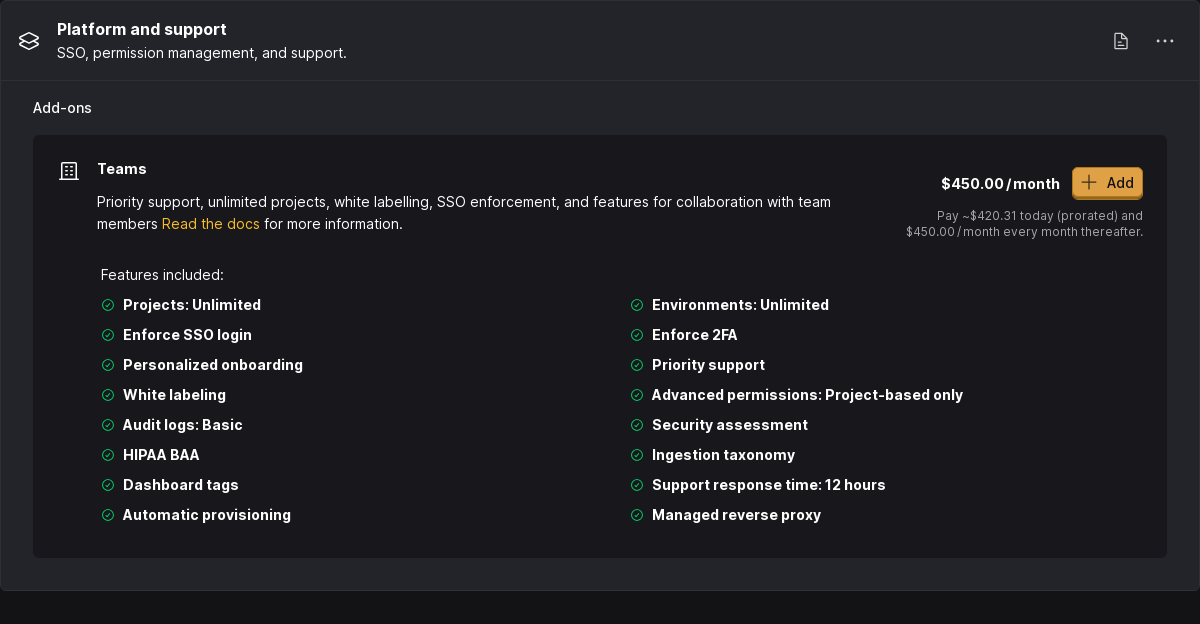 Platform and support
SSO, permission management, and support.
Add-ons
Teams
Priority support, unlimited projects, white labelling, SSO enforcement, and features for collaboration with team
members Read the docs for more information.
$450.00/month
Add
Pay ~$420.31 today (prorated) and
$450.00/month every month thereafter.
Features included:
Projects: Unlimited
Environments: Unlimited
Enforce SSO login
Enforce 2FA
Personalized onboarding
Priority support
White labeling
Advanced permissions: Project-based only
Audit logs: Basic
Security assessment
HIPAA BAA
Ingestion taxonomy
Dashboard tags
Support response time: 12 hours
Automatic provisioning
Managed reverse proxy